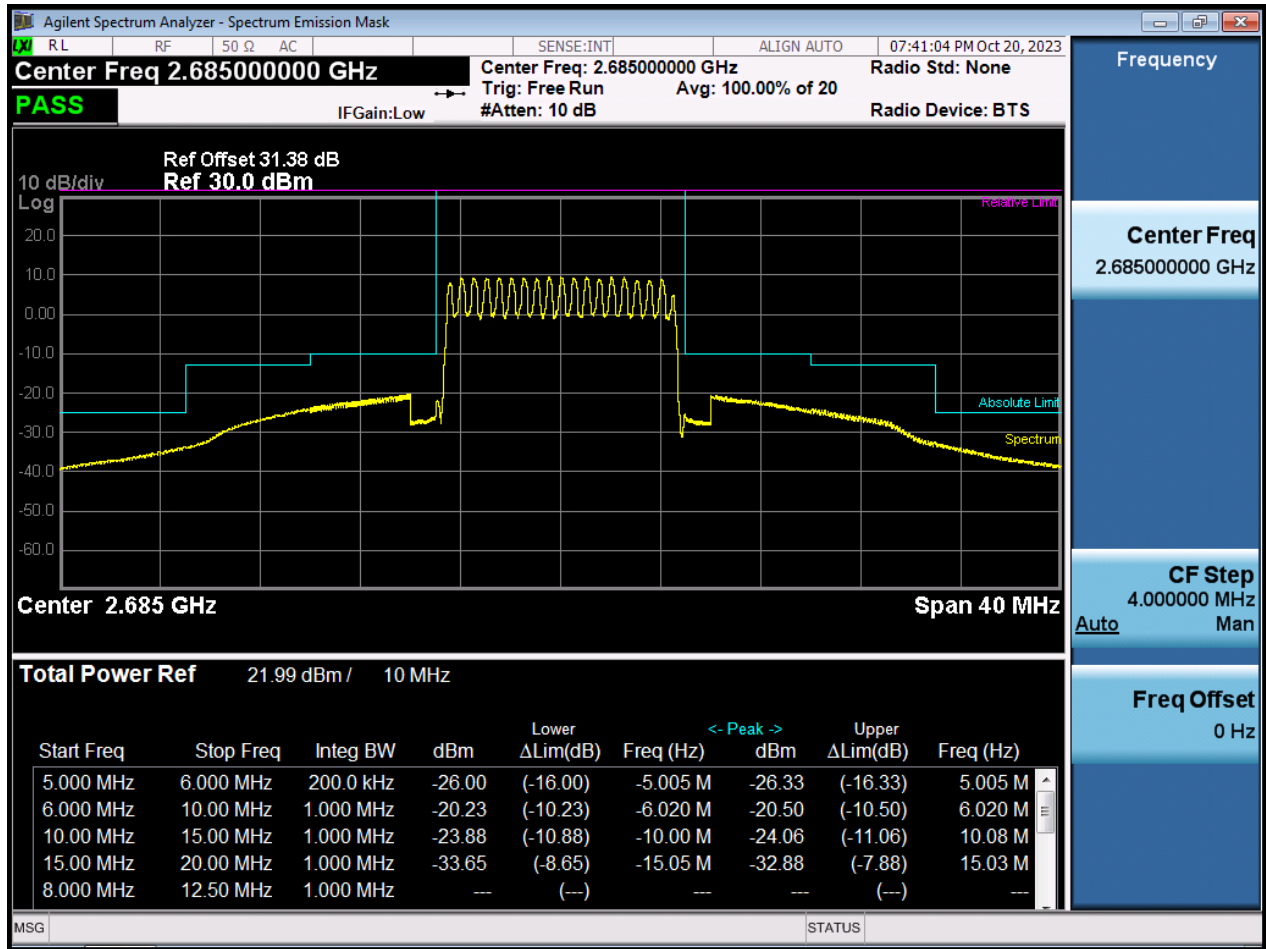 Agilent Spectrum Analyzer - Spectrum Emission Mask
LXI RL RF 50 Ω AC SENSE:INT ALIGN AUTO 07:41:04 PM Oct 20, 2023
Center Freq 2.685000000 GHz
Center Freq: 2.685000000 GHz Radio Std: None
Trig: Free Run Avg: 100.00% of 20
PASS IFGain:Low #Atten: 10 dB Radio Device: BTS
Ref Offset 31.38 dB
10 dB/div Ref 30.0 dBm
Log
Relative Limit
20.0
10.0
0.00
-10.0
-20.0
Absolute Limit
-30.0
Spectrum
-40.0
-50.0
-60.0
Center 2.685 GHz Span 40 MHz
Total Power Ref 21.99 dBm / 10 MHz
Lower <- Peak -> Upper
Start Freq Stop Freq Integ BW dBm ΔLim(dB) Freq (Hz) dBm ΔLim(dB) Freq (Hz)
5.000 MHz 6.000 MHz 200.0 kHz -26.00 (-16.00) -5.005 M -26.33 (-16.33) 5.005 M
6.000 MHz 10.00 MHz 1.000 MHz -20.23 (-10.23) -6.020 M -20.50 (-10.50) 6.020 M
10.00 MHz 15.00 MHz 1.000 MHz -23.88 (-10.88) -10.00 M -24.06 (-11.06) 10.08 M
15.00 MHz 20.00 MHz 1.000 MHz -33.65 (-8.65) -15.05 M -32.88 (-7.88) 15.03 M
8.000 MHz 12.50 MHz 1.000 MHz --- (---) --- --- (---) ---
MSG STATUS
Frequency
Center Freq
2.685000000 GHz
CF Step
4.000000 MHz
Auto Man
Freq Offset
0 Hz